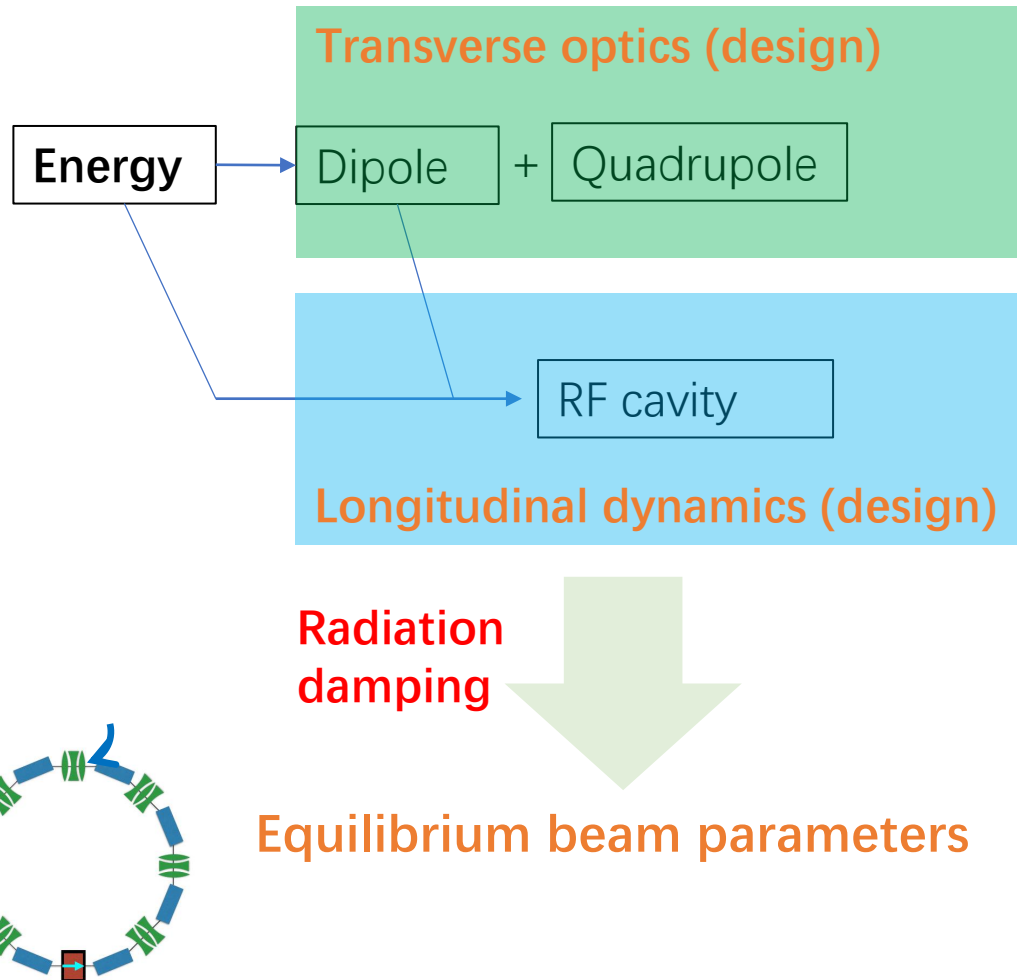 Transverse optics (design)
Energy
Dipole
+
Quadrupole
RF cavity
Longitudinal dynamics (design)
Radiation
damping
Equilibrium beam parameters